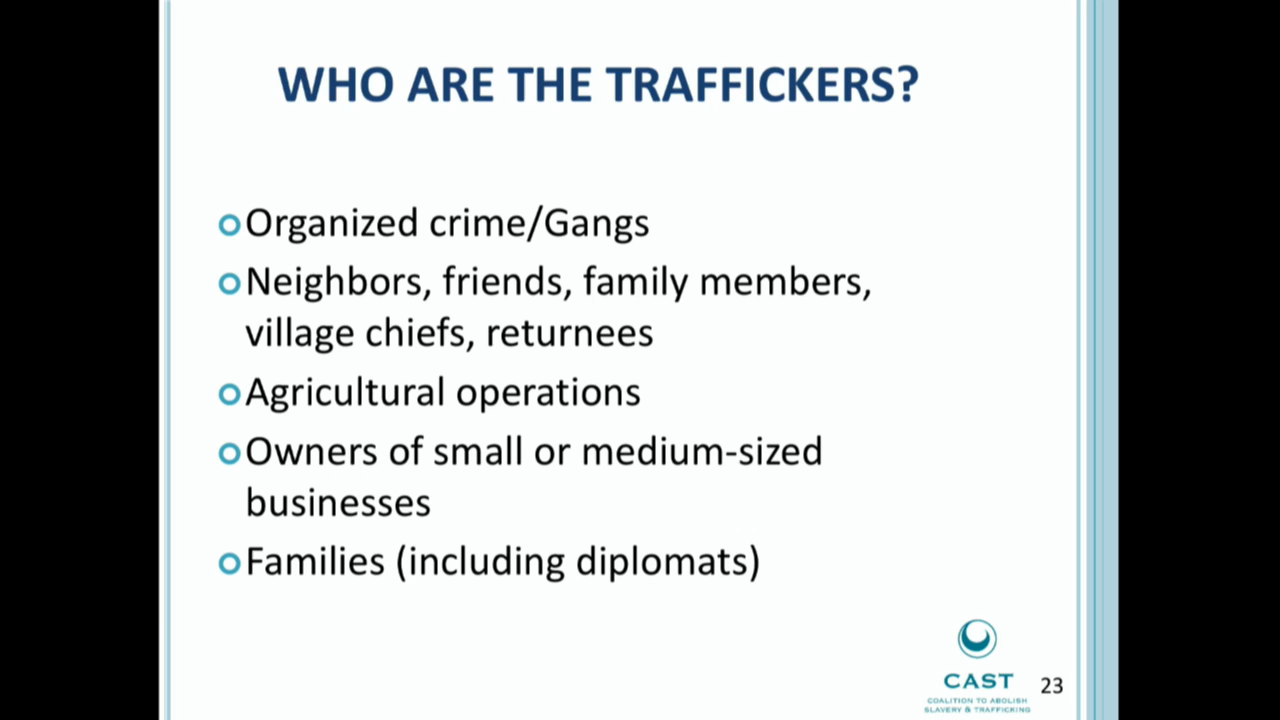 WHO ARE THE TRAFFICKERS?
Organized crime/Gangs
Neighbors, friends, family members,
village chiefs, returnees
Agricultural operations
Owners of small or medium-sized
businesses
Families (including diplomats)
CAST
COALITION TO ABOLISH
SLAVERY & TRAFFICKING
23